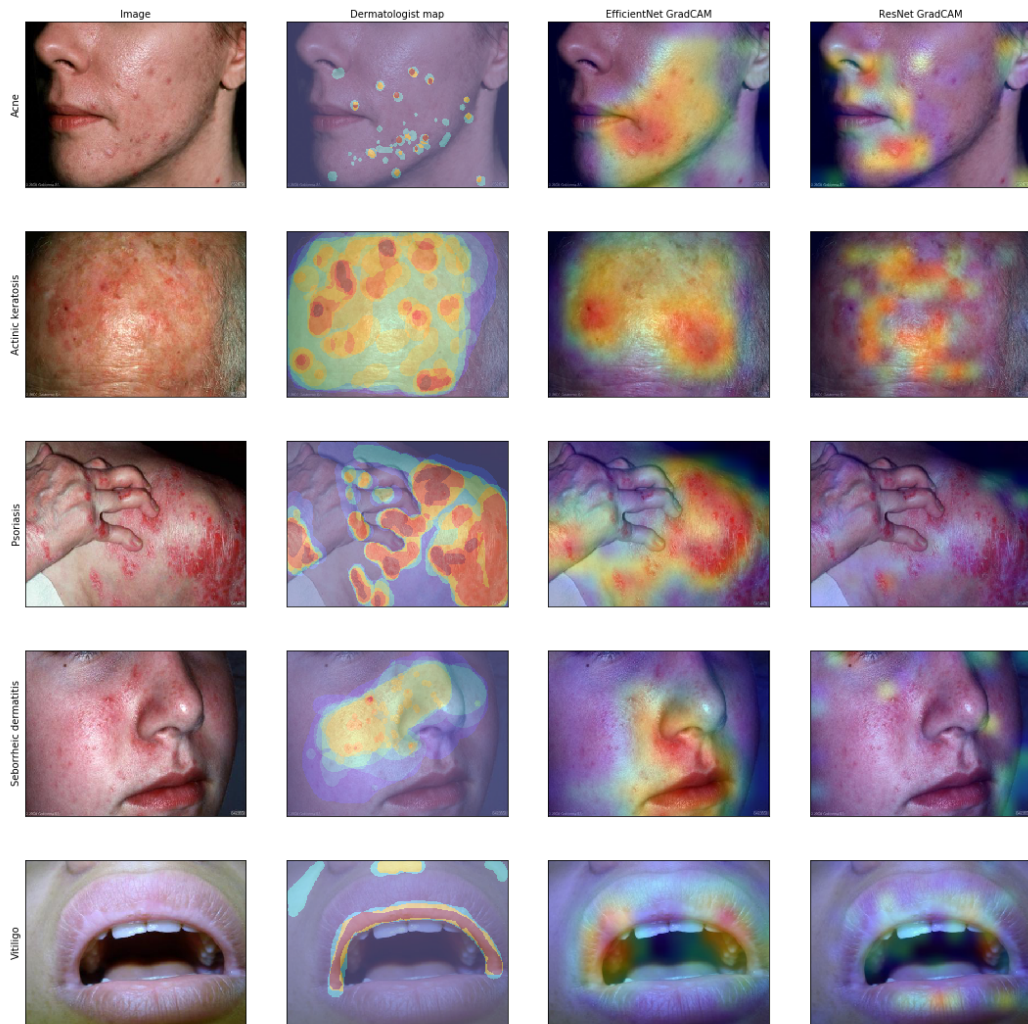 Image
Dermatologist map
EfficientNet GradCAM
ResNet GradCAM
Acne
Actinic keratosis
Psoriasis
Seborrheic dermatitis
Vitiligo